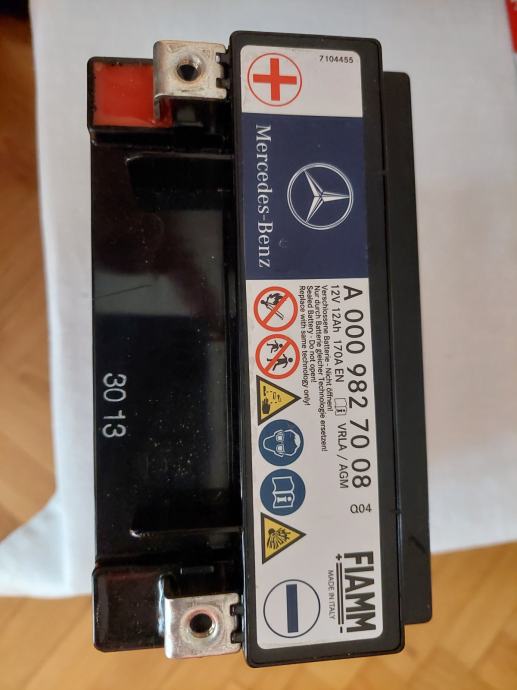 7104455
Mercedes-Benz
A 000 982 70 08
Q04
12V 12Ah 170A EN VRLA / AGM
Verschlossene Batterie - Nicht öffnen!
Nur durch Batterie gleicher Technologie ersetzen!
Sealed Battery - Do not open!
Replace with same technology only!
FIAMM
MADE IN ITALY
30 13